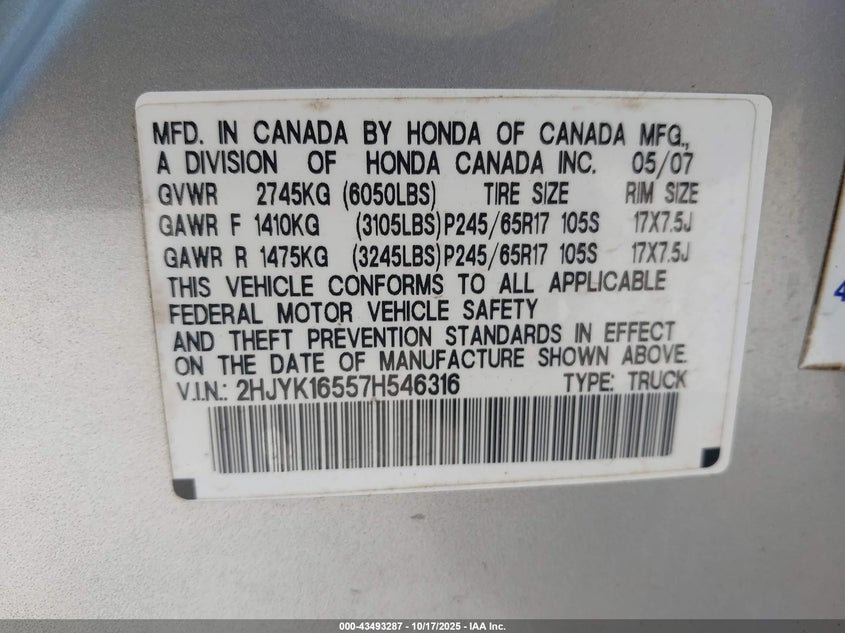 MFD. IN CANADA BY HONDA OF CANADA MFG.,
A DIVISION OF HONDA CANADA INC. 05/07
GVWR 2745KG (6050LBS) TIRE SIZE RIM SIZE
GAWR F 1410KG (3105LBS) P245/65R17 105S 17X7.5J
GAWR R 1475KG (3245LBS) P245/65R17 105S 17X7.5J
THIS VEHICLE CONFORMS TO ALL APPLICABLE
FEDERAL MOTOR VEHICLE SAFETY
AND THEFT PREVENTION STANDARDS IN EFFECT
ON THE DATE OF MANUFACTURE SHOWN ABOVE.
V.I.N.: 2HJYK16557H546316 TYPE: TRUCK
4
000-43493287 - 10/17/2025 - IAA Inc.